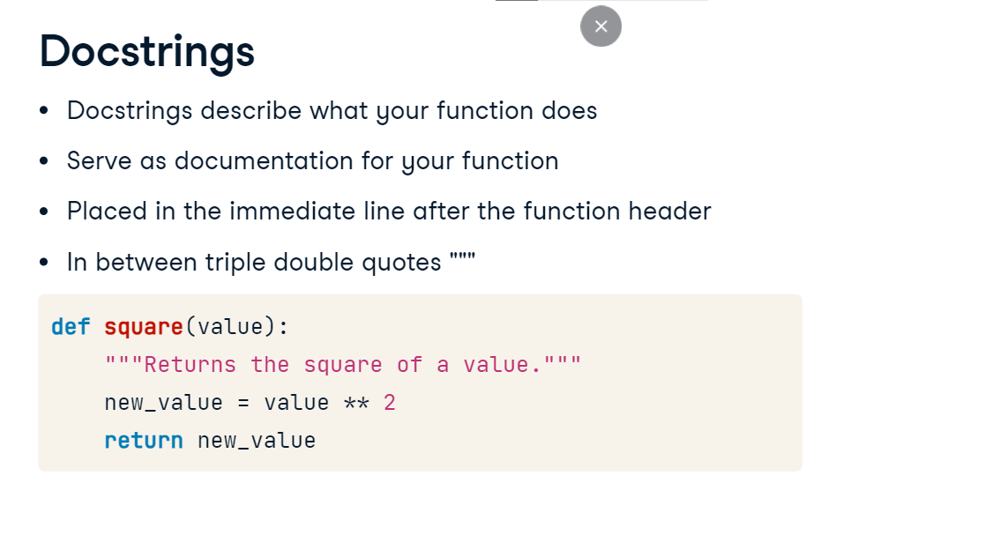 Docstrings
• Docstrings describe what your function does
• Serve as documentation for your function
• Placed in the immediate line after the function header
• In between triple double quotes """
def square(value):
    """Returns the square of a value."""
    new_value = value ** 2
    return new_value